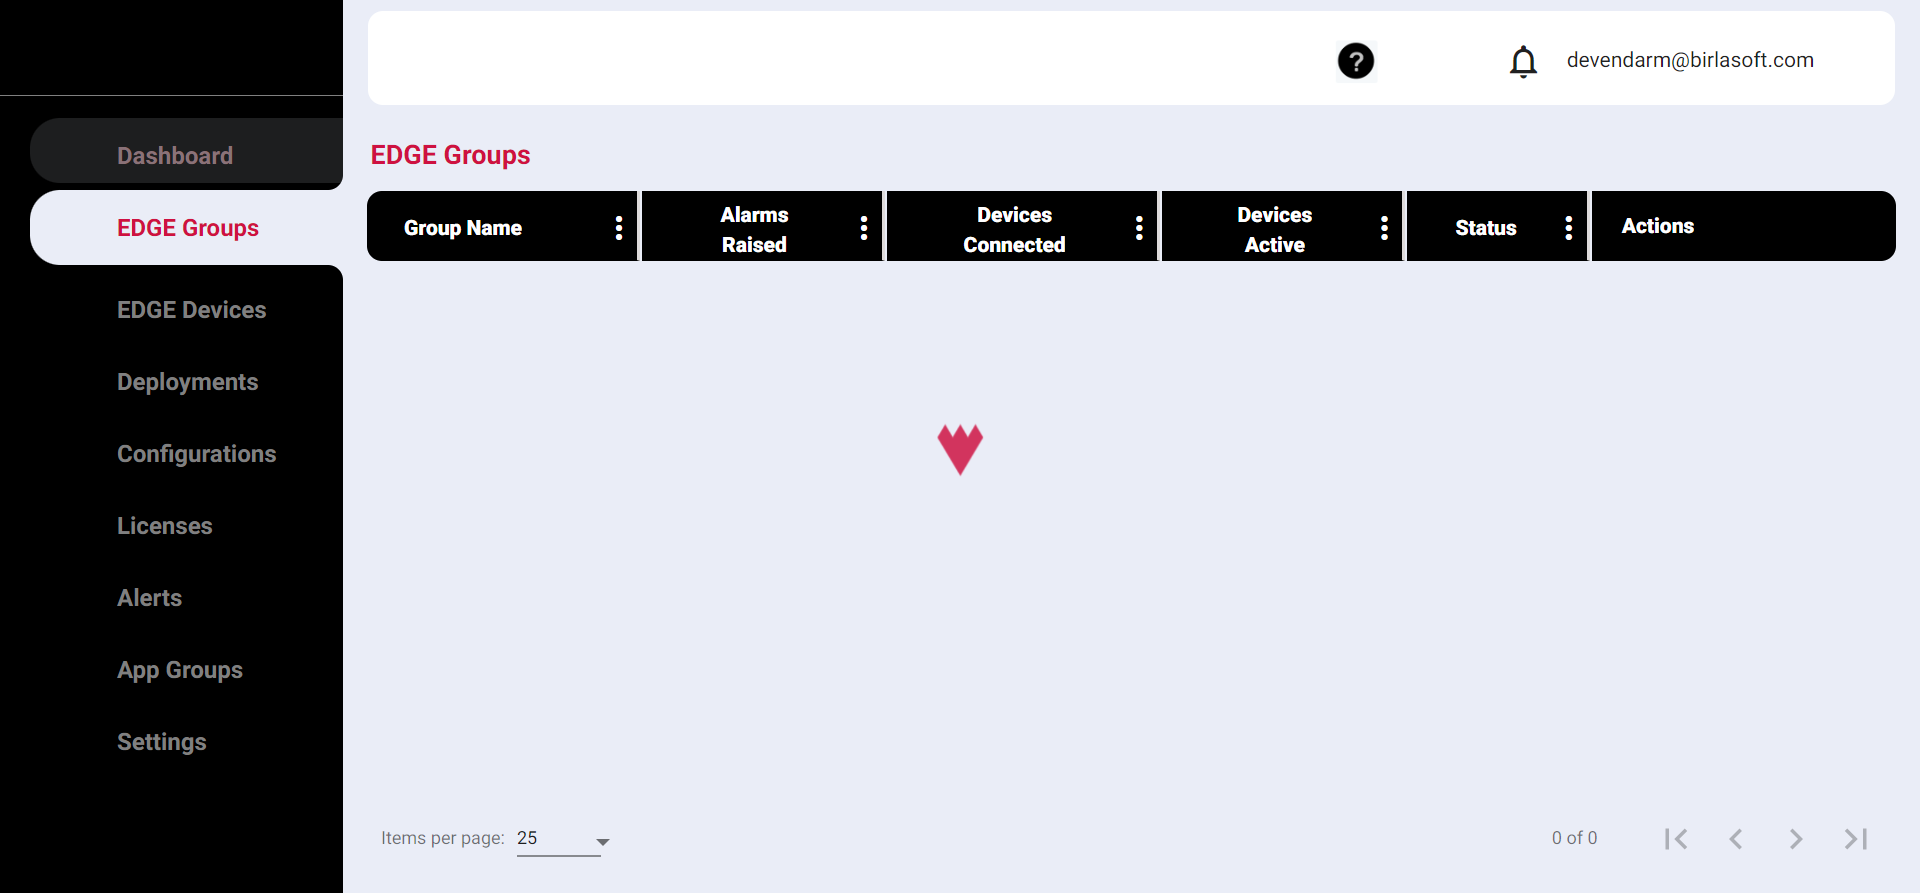 devendarm@birlasoft.com
Dashboard
EDGE Groups
EDGE Devices
Deployments
Configurations
Licenses
Alerts
App Groups
Settings
EDGE Groups
Group Name
Alarms
Raised
Devices
Connected
Devices
Active
Status
Actions
Items per page: 25
0 of 0